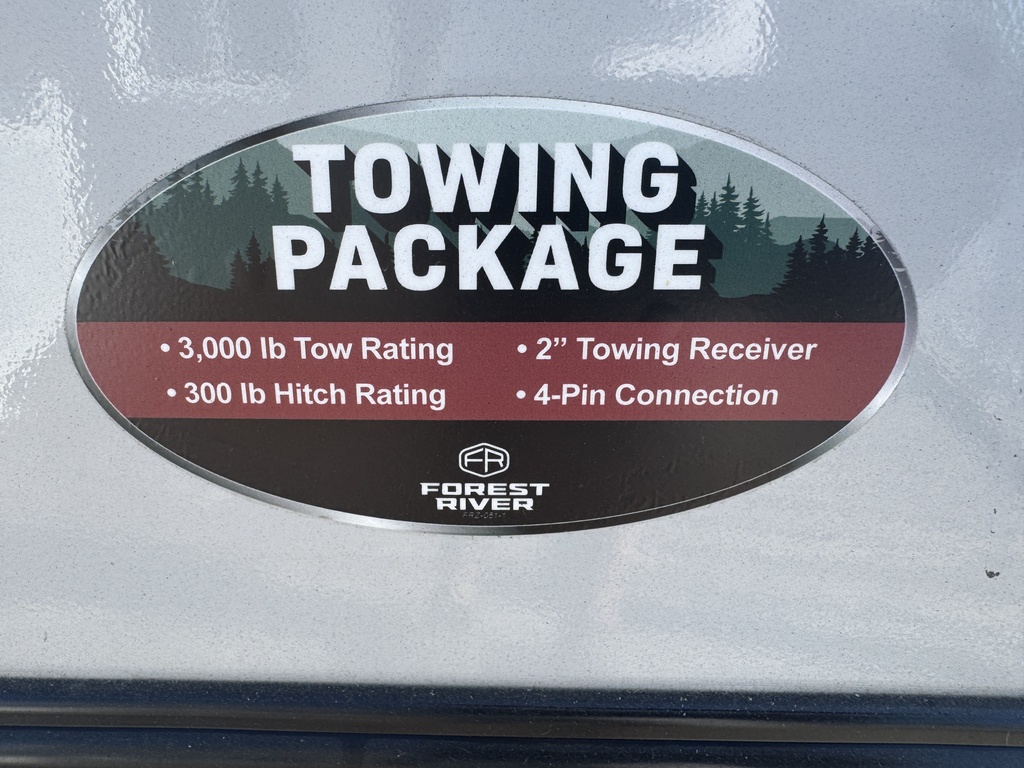 TOWING
PACKAGE
• 3,000 lb Tow Rating
• 2” Towing Receiver
• 300 lb Hitch Rating
• 4-Pin Connection
FR
FOREST
RIVER